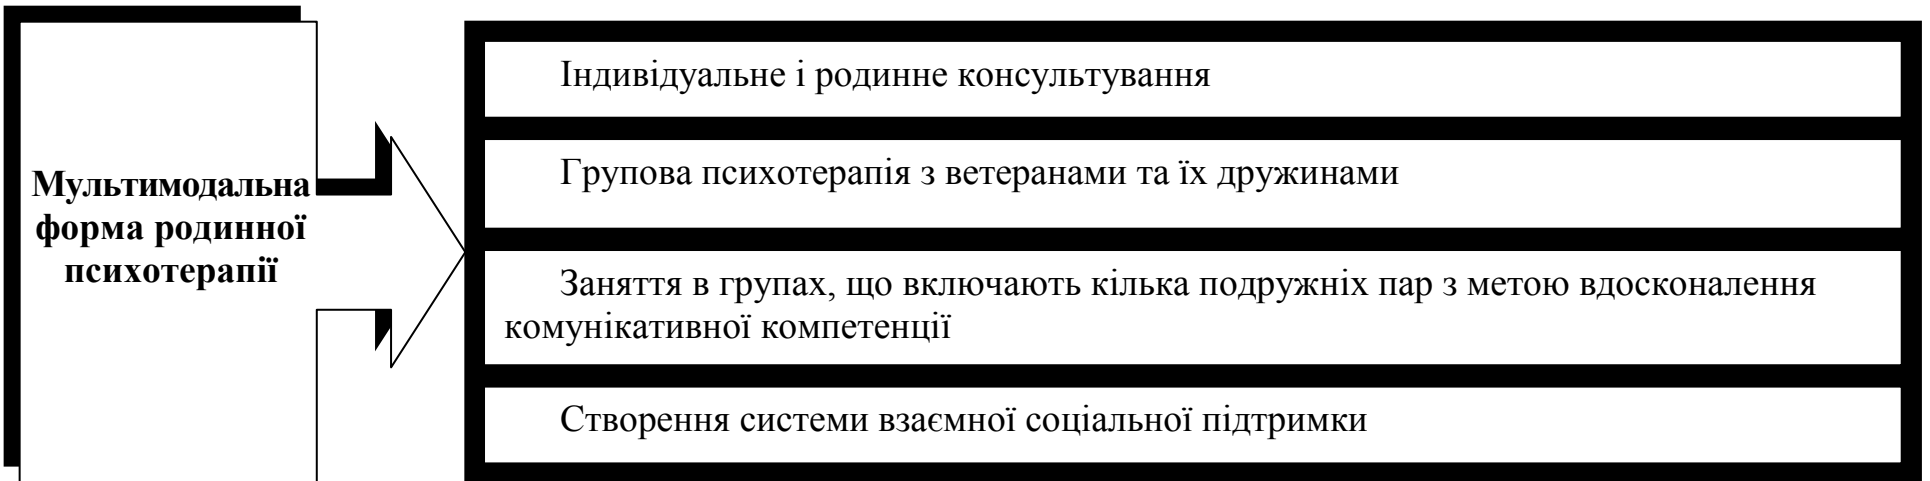 Мультимодальна
форма родинної
психотерапії
Індивідуальне і родинне консультування
Групова психотерапія з ветеранами та їх дружинами
Заняття в групах, що включають кілька подружніх пар з метою вдосконалення
комунікативної компетенції
Створення системи взаємної соціальної підтримки